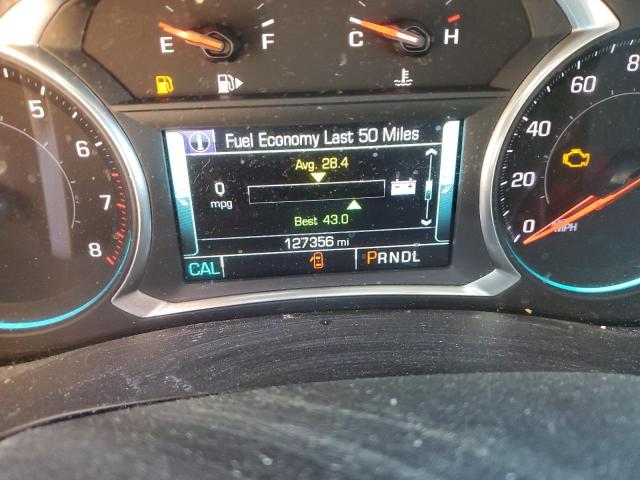 E F
C H
5
6
7
8
Fuel Economy Last 50 Miles
Avg. 28.4
0
mpg
Best 43.0
127356 mi
CAL
PRNDL
80
60
40
20
0
MPH